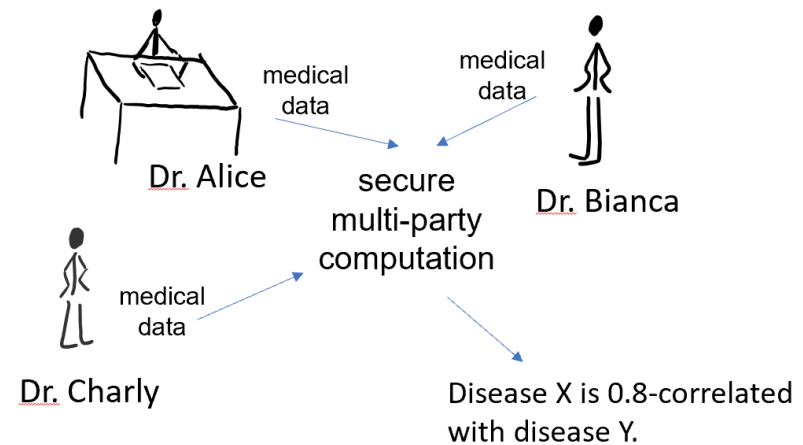 medical
data
Dr. Alice
medical
data
Dr. Bianca
secure
multi-party
computation
medical
data
Dr. Charly
Disease X is 0.8-correlated
with disease Y.